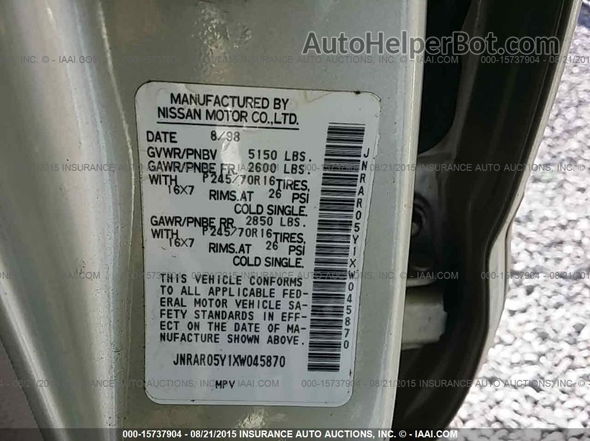 AutoHelperBot.com
MANUFACTURED BY
NISSAN MOTOR CO.,LTD.
DATE 8/98
GVWR/PNBV 5150 LBS.
GAWR/PNBE FR 2600 LBS
WITH P245/70R16 TIRES,
16X7 RIMS.AT 26 PSI
COLD SINGLE.
GAWR/PNBE RR 2850 LBS.
WITH P245/70R16 TIRES,
16X7 RIMS.AT 26 PSI
COLD SINGLE.
THIS VEHICLE CONFORMS
TO ALL APPLICABLE FED-
ERAL MOTOR VEHICLE SA-
FETY STANDARDS IN EFF-
ECT ON THE DATE OF MA-
NUFACTURE SHOWN ABOVE.
JNRAR05Y1XW045870
MPV
JNRAR05Y1XW045870
000-15737904 - 08/21/2015 INSURANCE AUTO AUCTIONS, INC. - IAAI.COM